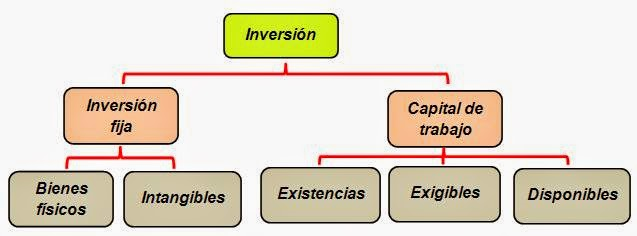 Inversión
Inversión
fija
Capital de
trabajo
Bienes
físicos
Intangibles
Existencias
Exigibles
Disponibles